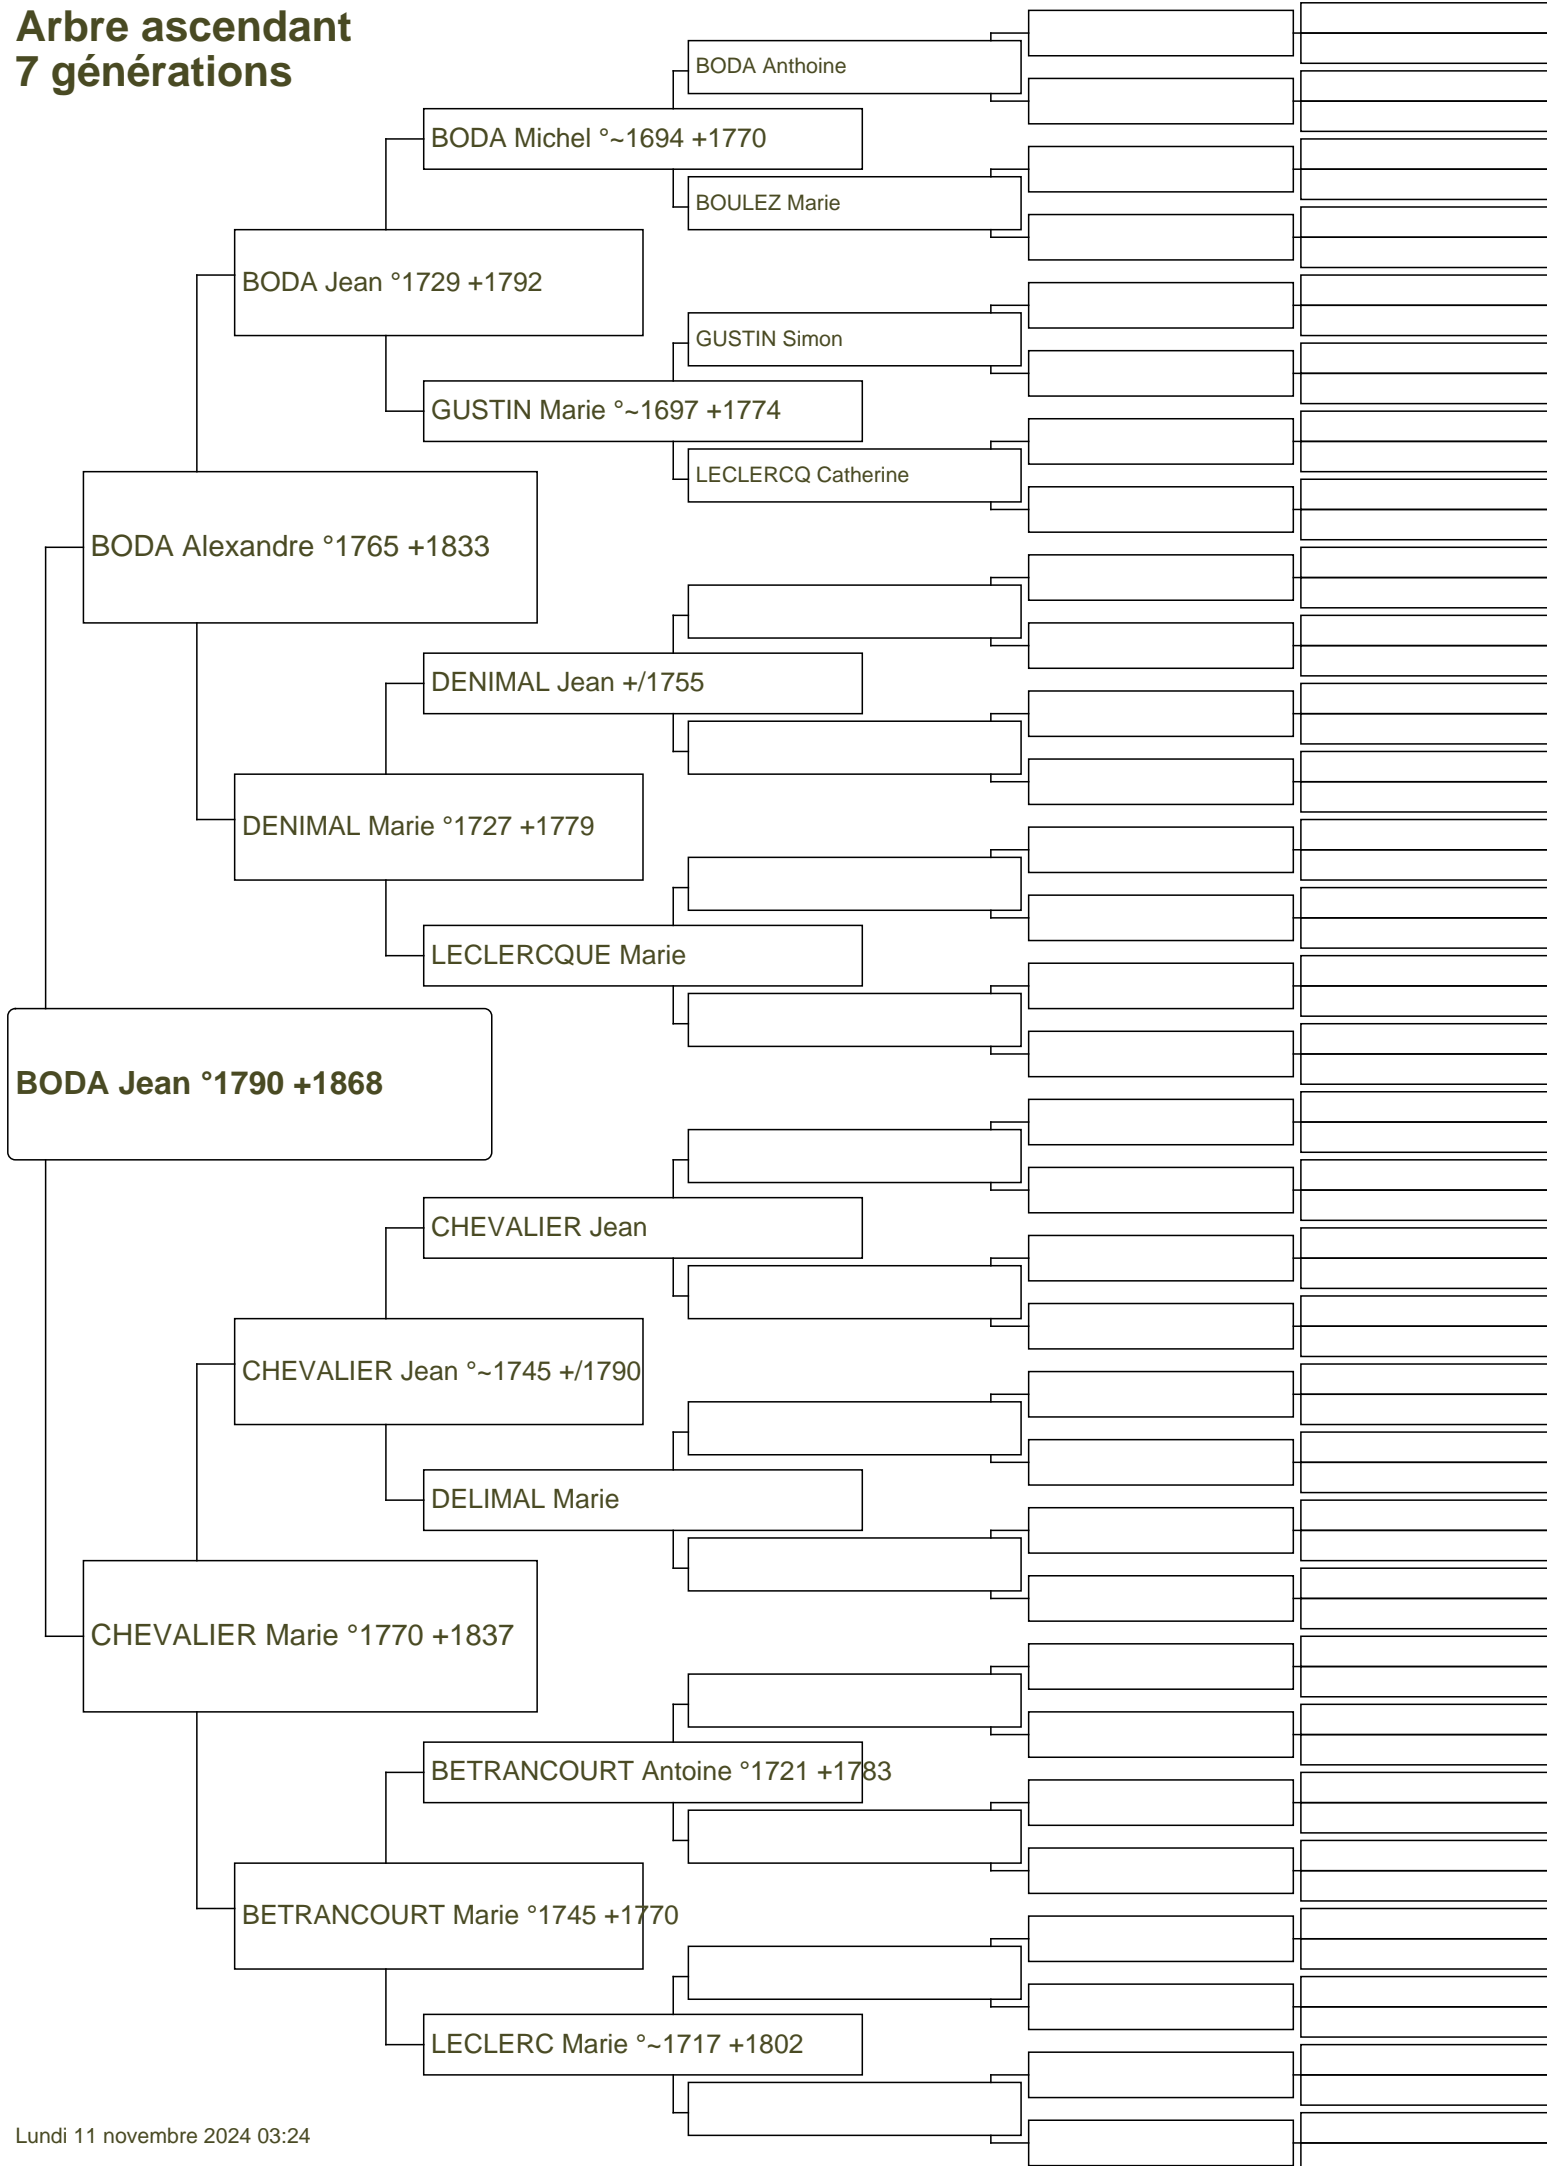 Arbre ascendant
7 générations
BODA Anthoine
BODA Michel °~1694 +1770
BOULEZ Marie
BODA Jean °1729 +1792
GUSTIN Simon
GUSTIN Marie °~1697 +1774
LECLERCQ Catherine
BODA Alexandre °1765 +1833
DENIMAL Jean +/1755
DENIMAL Marie °1727 +1779
LECLERCQUE Marie
BODA Jean °1790 +1868
CHEVALIER Jean
CHEVALIER Jean °~1745 +/1790
DELIMAL Marie
CHEVALIER Marie °1770 +1837
BETRANCOURT Antoine °1721 +1783
BETRANCOURT Marie °1745 +1770
LECLERC Marie °~1717 +1802
Lundi 11 novembre 2024 03:24